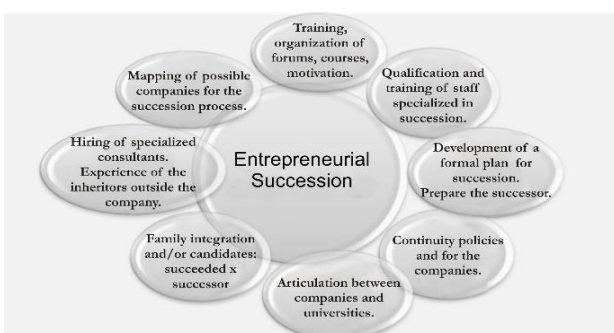 Training,
organization of
forums, courses,
motivation.
Qualification and
training of staff
specialized in
succession.
Development of a
formal plan for
succession.
Prepare the successor.
Continuity policies
and for the
companies.
Articulation between
companies and
universities.
Family integration
and/or candidates:
succeeded x
successor
Hiring of specialized
consultants.
Experience of the
inheritors outside the
company.
Mapping of possible
companies for the
succession process.
Entrepreneurial
Succession